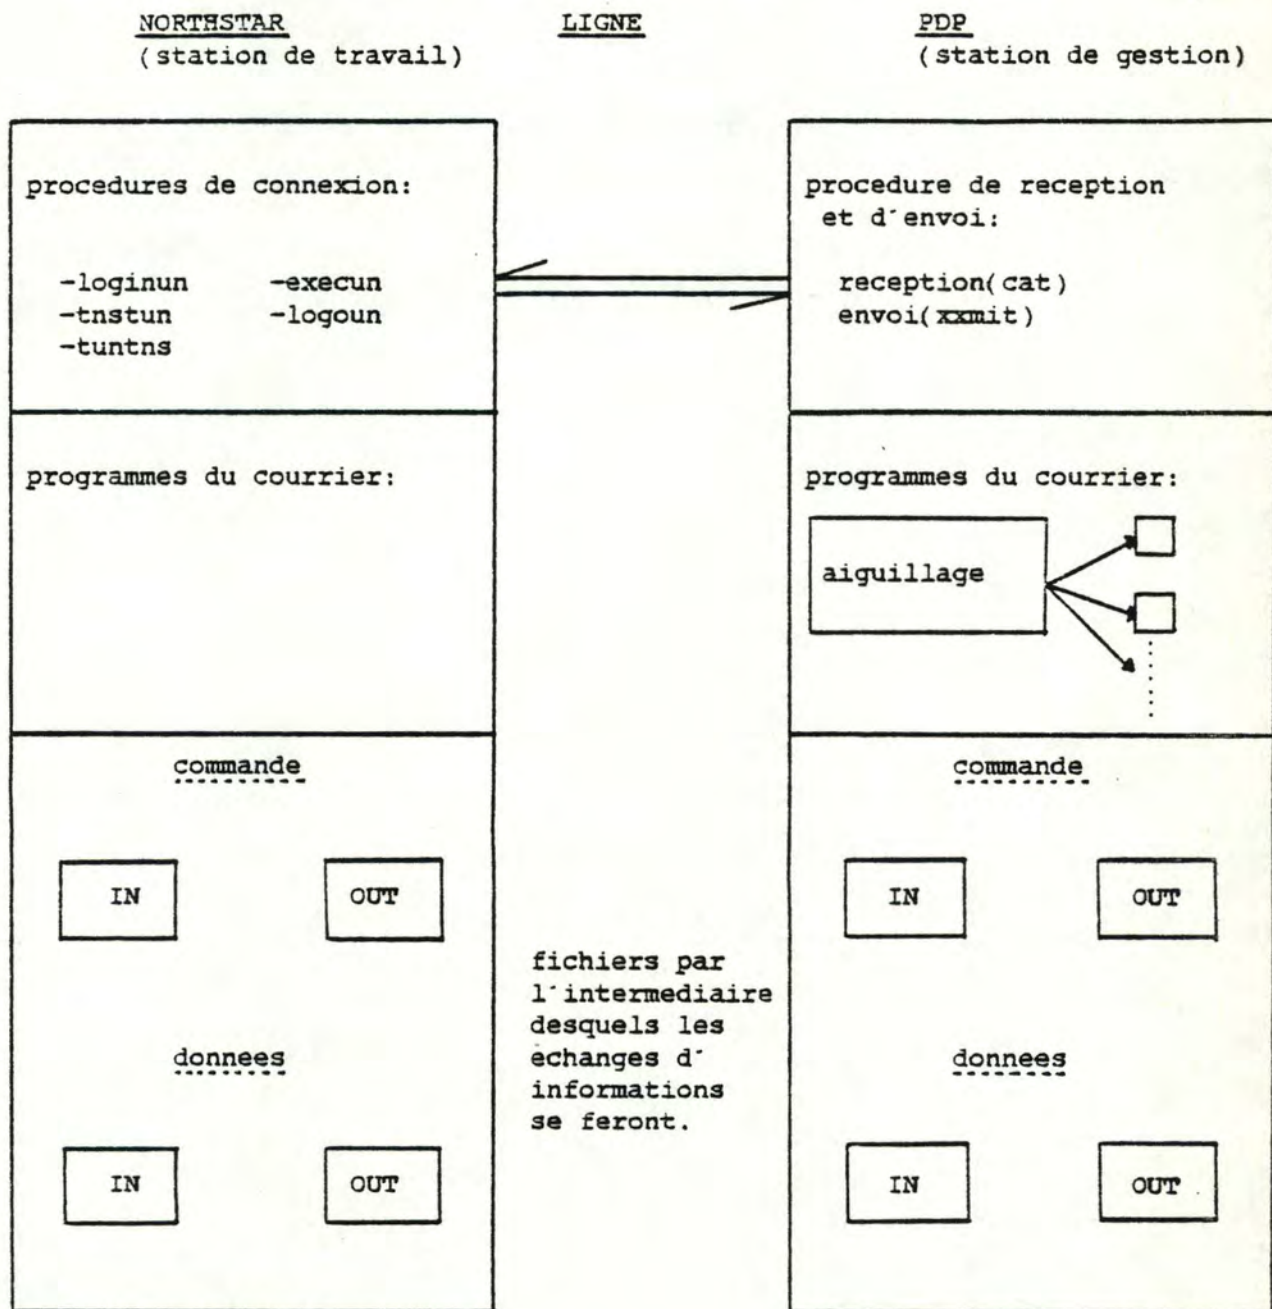 NORTHSTAR LIGNE PDP
(station de travail) (station de gestion)
procedures de connexion:
-loginun -execun
-tnstun -logoun
-tuntns
procedure de reception
et d´envoi:
reception(cat)
envoi(xxmit)
programmes du courrier:
programmes du courrier:
aiguillage
commande
IN OUT
donnees
IN OUT
fichiers par
l´intermediaire
desquels les
echanges d´
informations
se feront.
commande
IN OUT
donnees
IN OUT